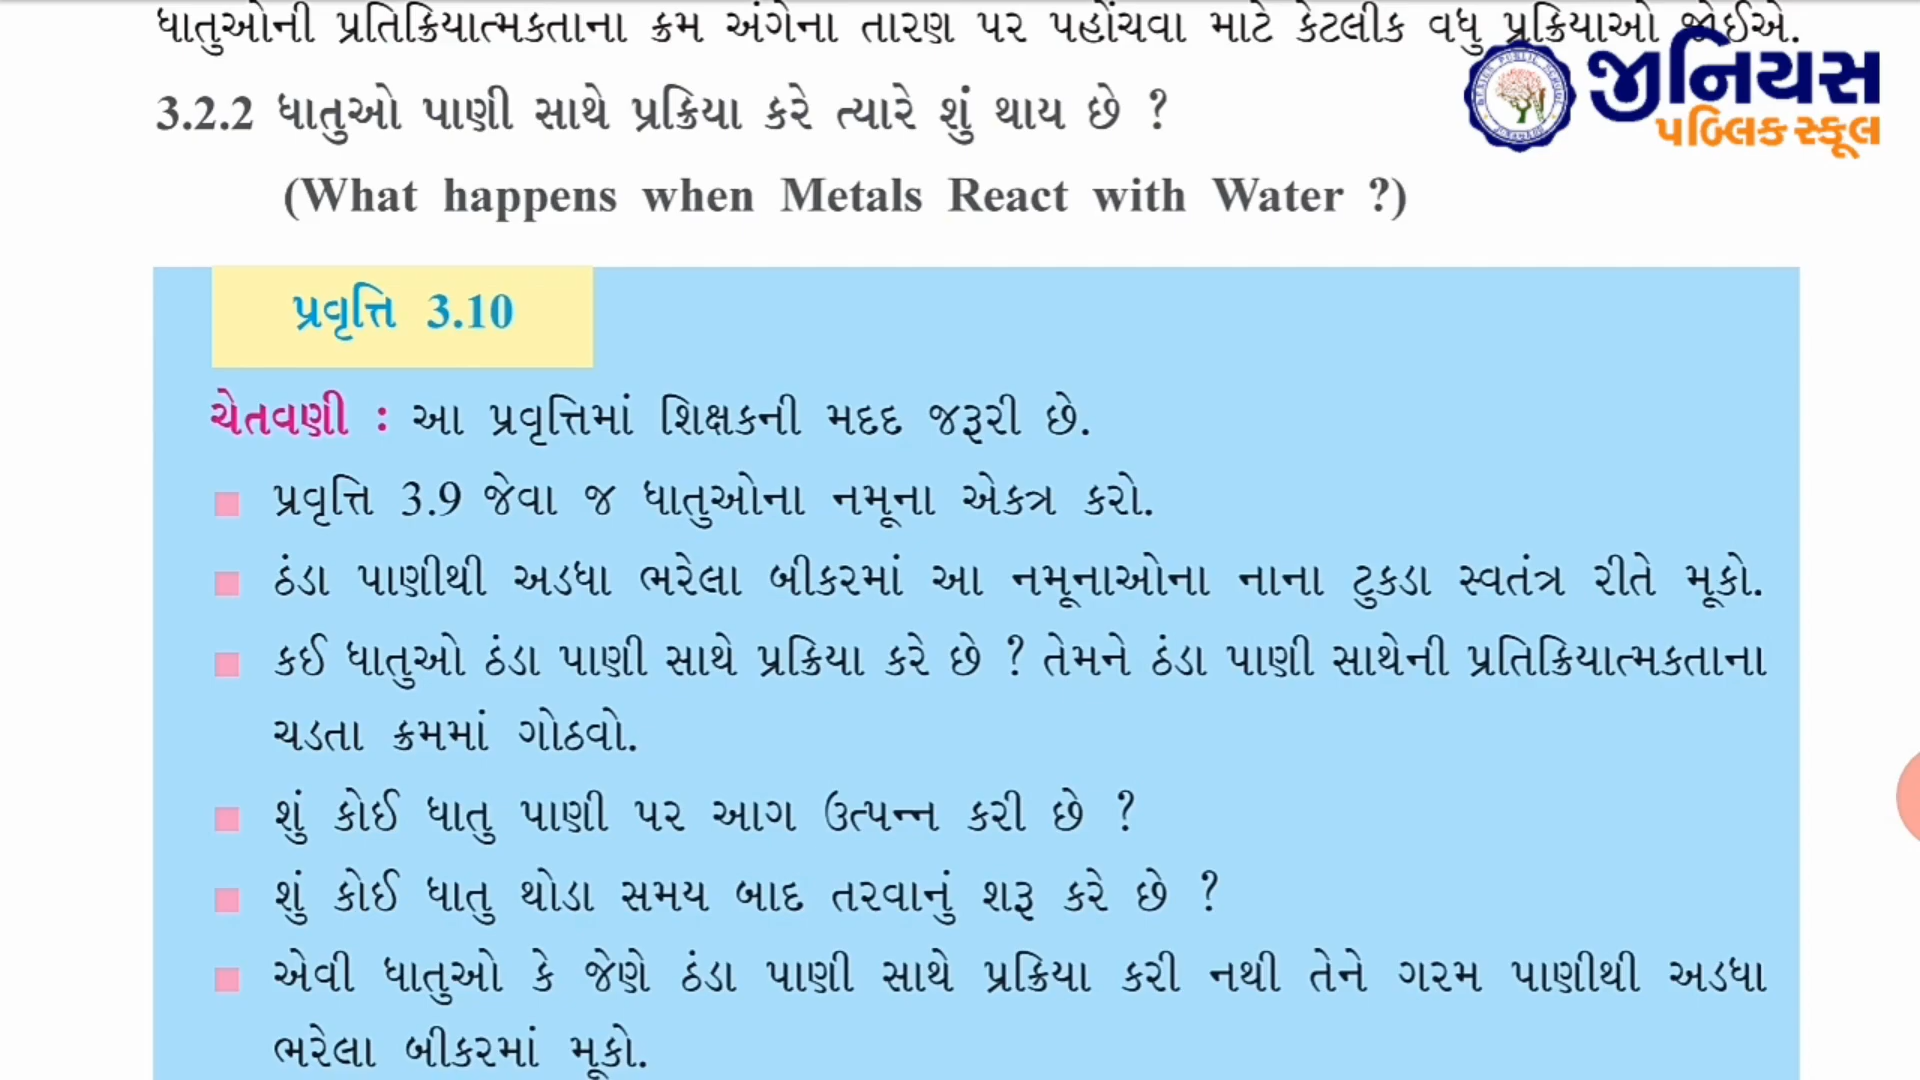 ધાતુઓની પ્રતિક્રિયાત્મકતાના ક્રમ અંગેના તારણ પર પહોંચવા માટે કેટલીક વધુ પ્રક્રિયાઓ જોઈએ.
જીનિયસ
પબ્લિક સ્કૂલ
3.2.2 ધાતુઓ પાણી સાથે પ્રક્રિયા કરે ત્યારે શું થાય છે ?
(What happens when Metals React with Water ?)
પ્રવૃત્તિ 3.10
ચેતવણી : આ પ્રવૃત્તિમાં શિક્ષકની મદદ જરૂરી છે.
પ્રવૃત્તિ 3.9 જેવા જ ધાતુઓના નમૂના એકત્ર કરો.
ઠંડા પાણીથી અડધા ભરેલા બીકરમાં આ નમૂનાઓના નાના ટુકડા સ્વતંત્ર રીતે મૂકો.
કઈ ધાતુઓ ઠંડા પાણી સાથે પ્રક્રિયા કરે છે ? તેમને ઠંડા પાણી સાથેની પ્રતિક્રિયાત્મકતાના
ચડતા ક્રમમાં ગોઠવો.
શું કોઈ ધાતુ પાણી પર આગ ઉત્પન્ન કરી છે ?
શું કોઈ ધાતુ થોડા સમય બાદ તરવાનું શરૂ કરે છે ?
એવી ધાતુઓ કે જેણે ઠંડા પાણી સાથે પ્રક્રિયા કરી નથી તેને ગરમ પાણીથી અડધા
ભરેલા બીકરમાં મૂકો.